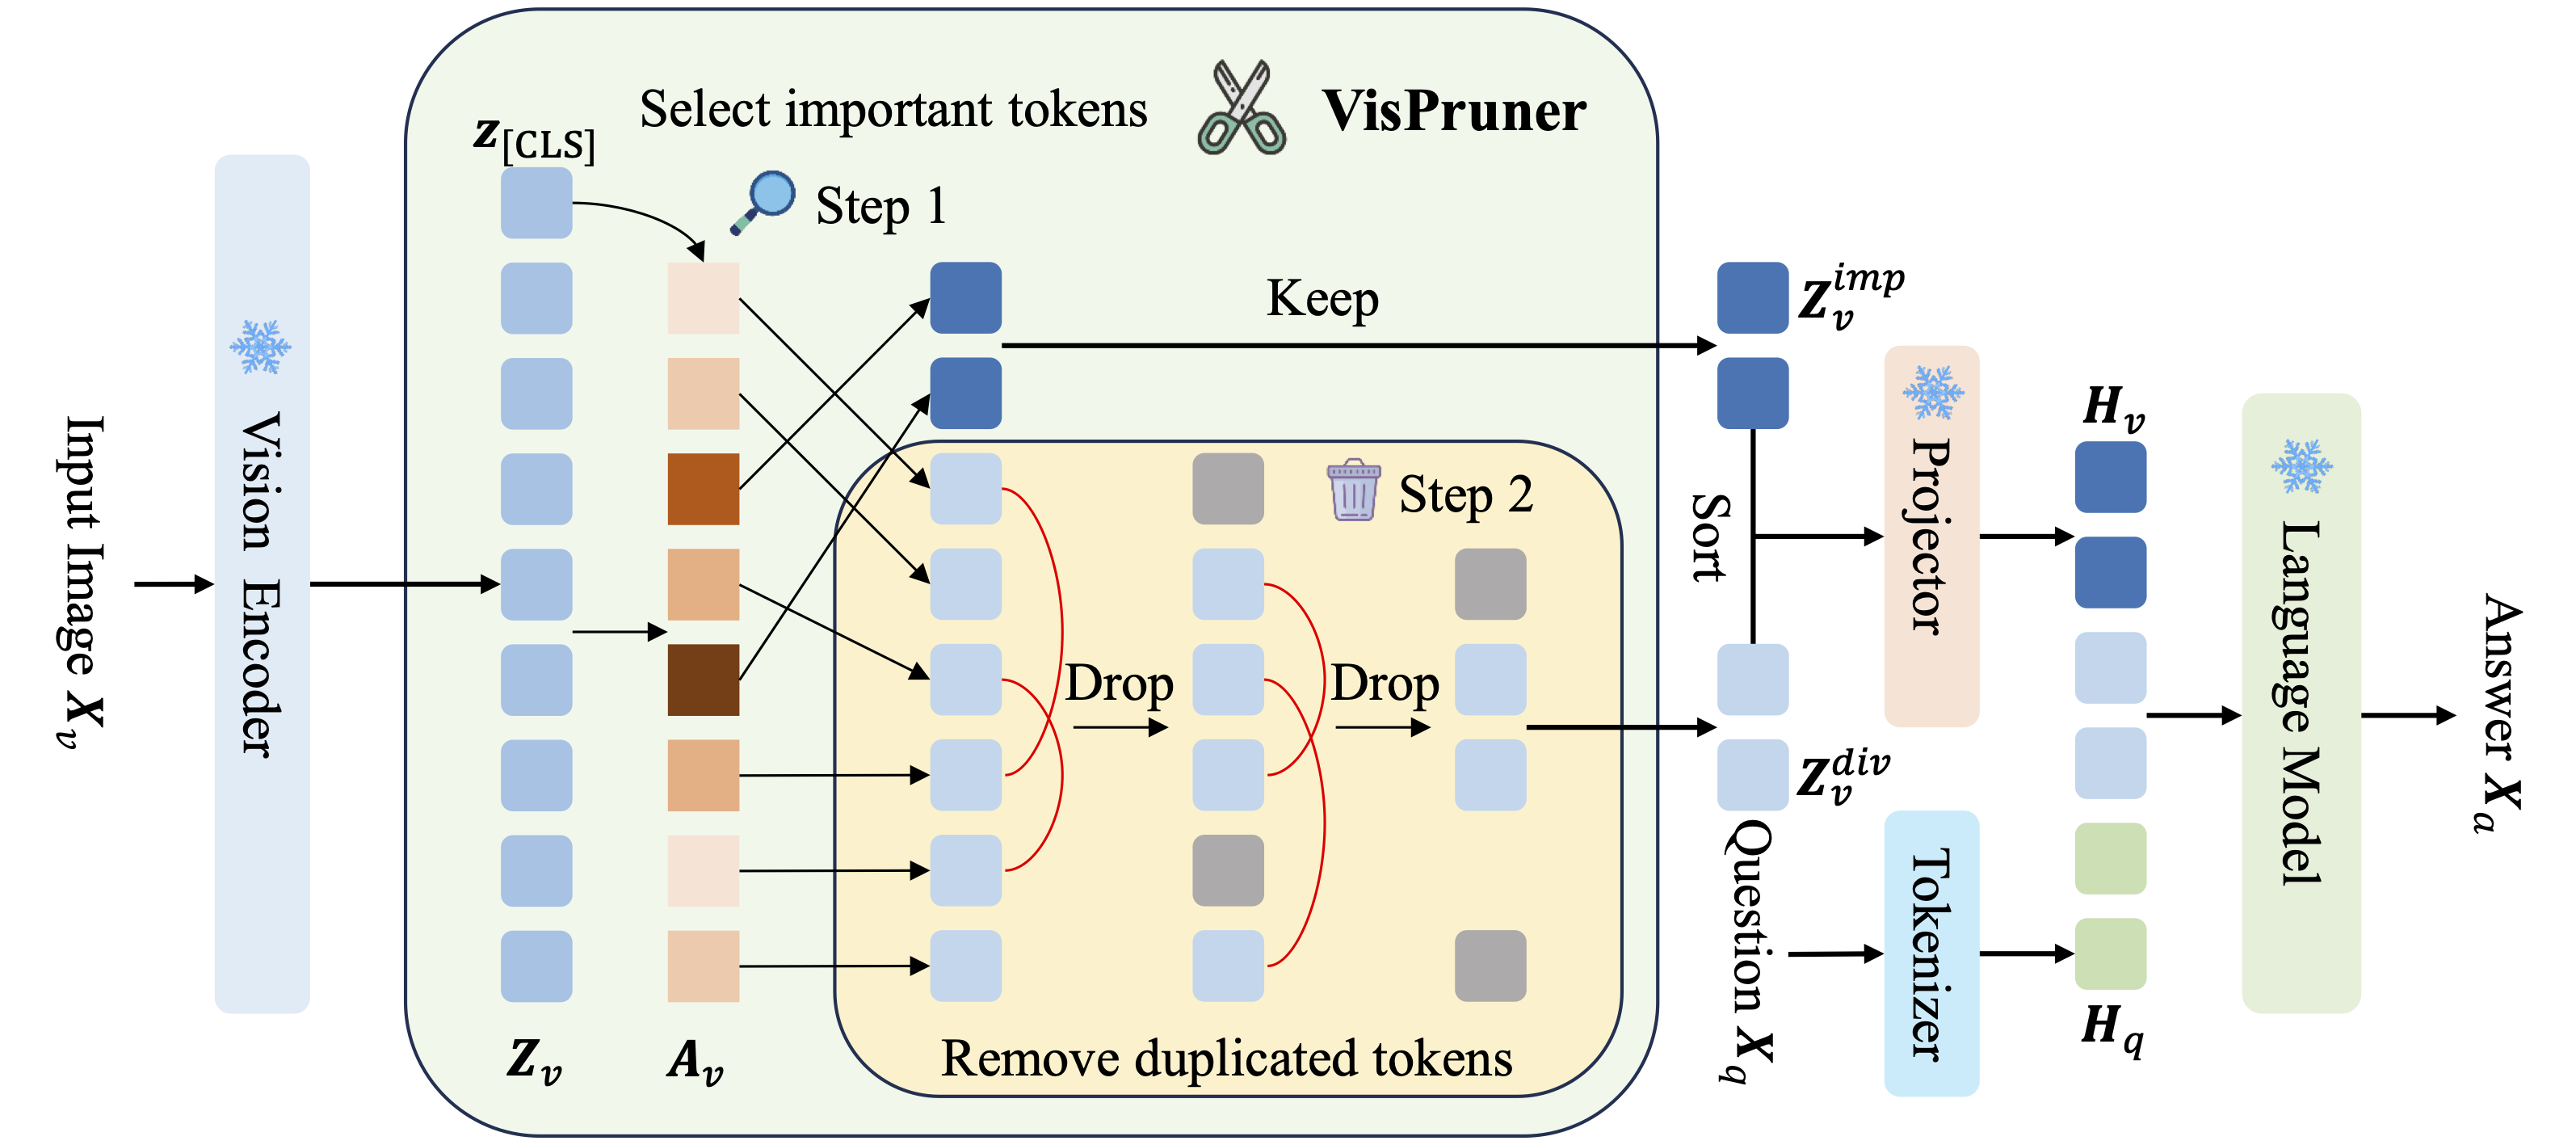 Input Image X_v
Vision Encoder
z_[CLS]
Z_v
A_v
Select important tokens
VisPruner
Step 1
Keep
Step 2
Drop
Drop
Remove duplicated tokens
Z_v^imp
Sort
Z_v^div
Projector
Question X_q
Tokenizer
H_v
H_q
Language Model
Answer X_a